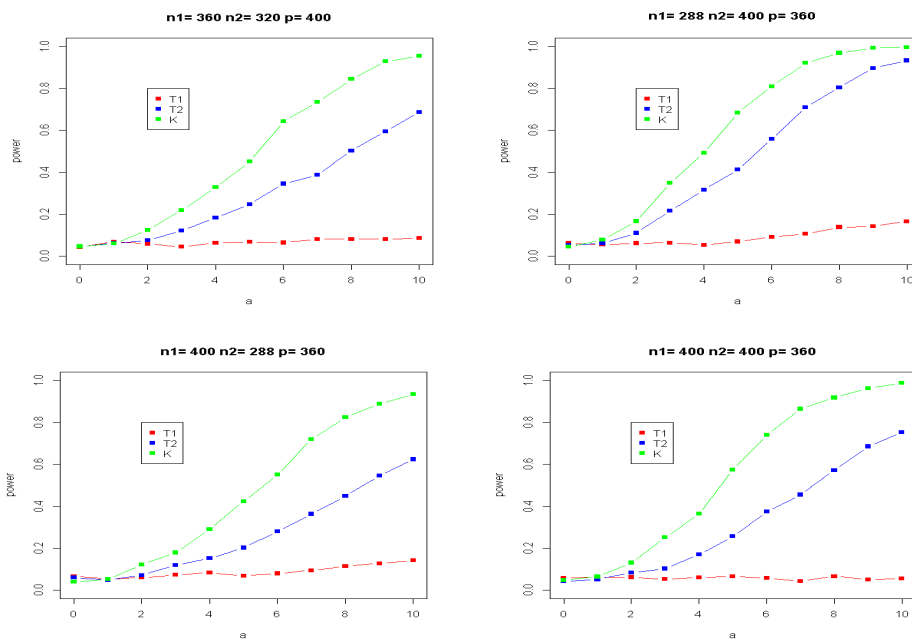 n1= 360 n2= 320 p= 400
power
1.0
0.8
0.6
0.4
0.2
0.0
T1
T2
K
0 2 4 6 8 10
a
n1= 288 n2= 400 p= 360
power
1.0
0.8
0.6
0.4
0.2
0.0
T1
T2
K
0 2 4 6 8 10
a
n1= 400 n2= 288 p= 360
power
1.0
0.8
0.6
0.4
0.2
0.0
T1
T2
K
0 2 4 6 8 10
a
n1= 400 n2= 400 p= 360
power
1.0
0.8
0.6
0.4
0.2
0.0
T1
T2
K
0 2 4 6 8 10
a